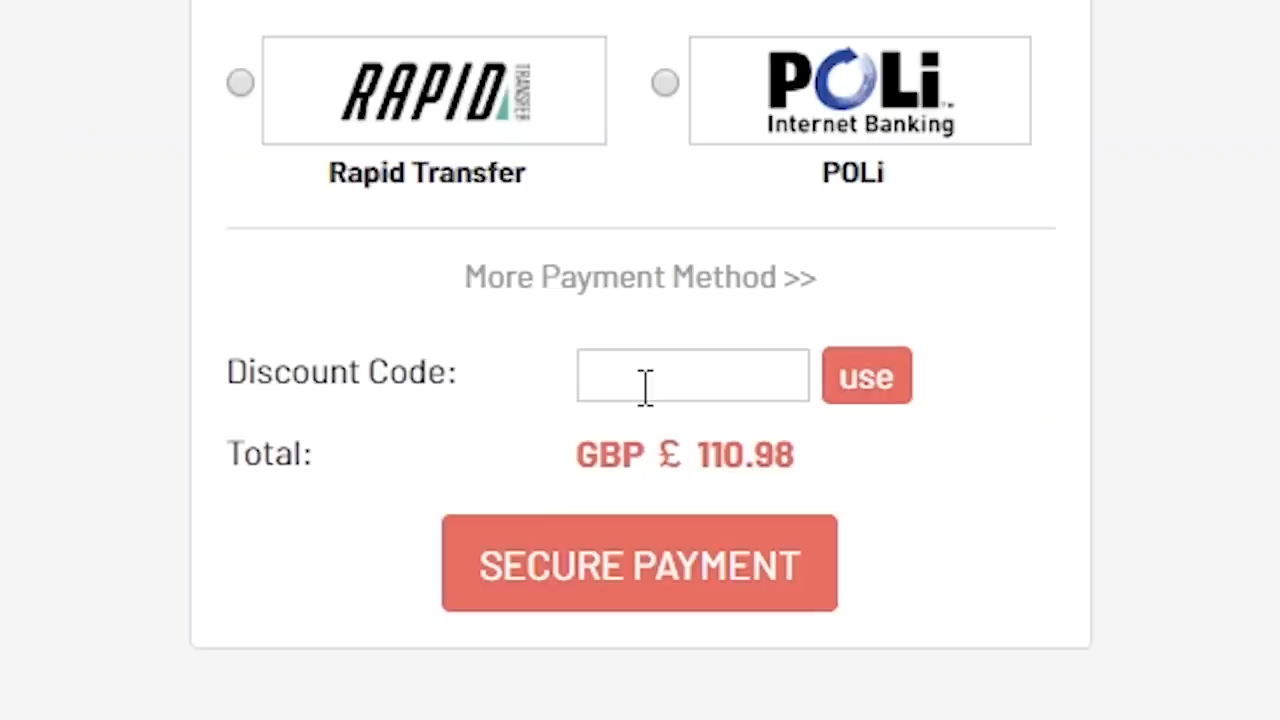 RAPID TRANSFER
POLi™
Internet Banking
Rapid Transfer
POLi
More Payment Method >>
Discount Code:
use
Total:
GBP £ 110.98
SECURE PAYMENT